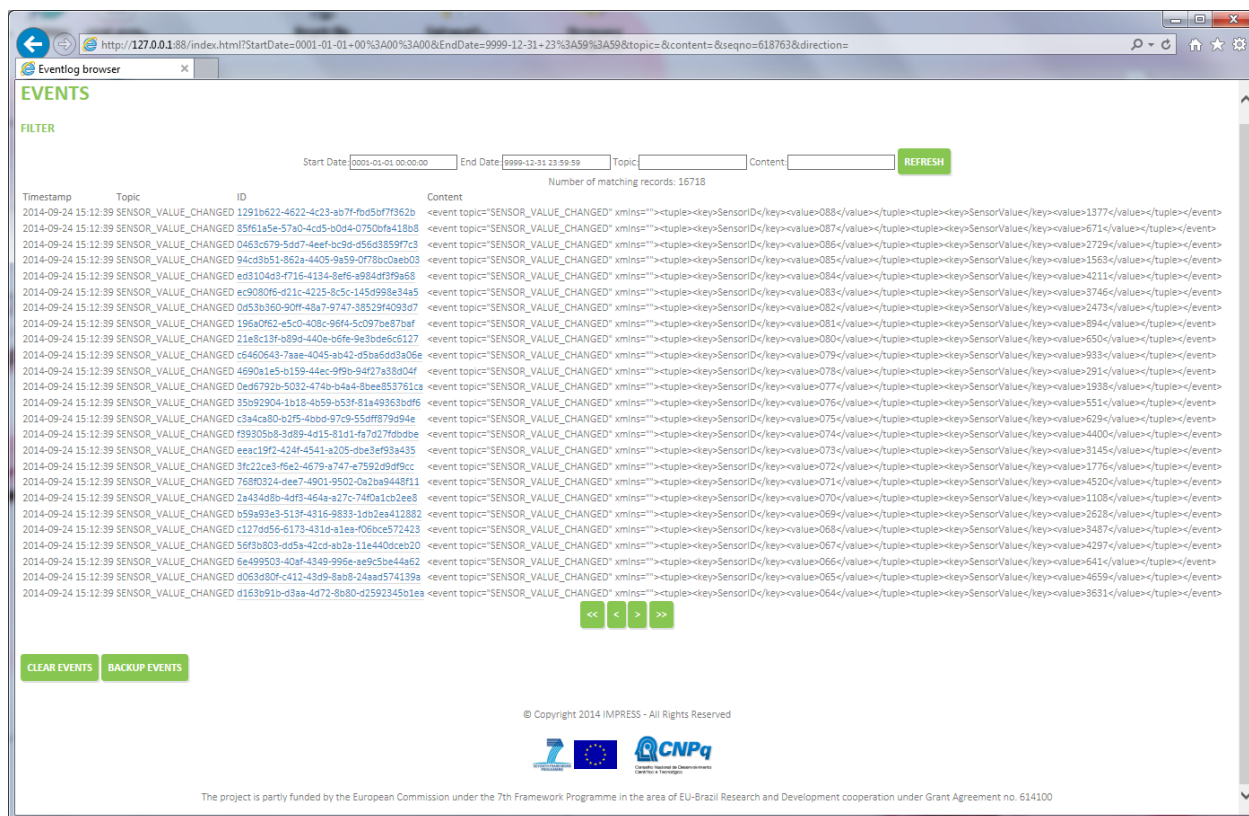 http://127.0.0.1:88/index.html?StartDate=0001-01-01+00%3A00%3A00&EndDate=9999-12-31+23%3A59%3A59&topic=&content=&seqno=618763&direction=
Eventlog browser
EVENTS
FILTER
Start Date: 0001-01-01 00:00:00 End Date: 9999-12-31 23:59:59 Topic: Content: REFRESH
Number of matching records: 16718
Timestamp Topic ID Content
2014-09-24 15:12:39 SENSOR_VALUE_CHANGED 1291b622-4622-4c23-ab7f-fbd5bf7f362b <event topic="SENSOR_VALUE_CHANGED" xmlns=""><tuple><key>SensorID</key><value>088</value></tuple><tuple><key>SensorValue</key><value>1377</value></tuple></event>
2014-09-24 15:12:39 SENSOR_VALUE_CHANGED 85f61a5e-57a0-4cd5-b0d4-0750bfa418b8 <event topic="SENSOR_VALUE_CHANGED" xmlns=""><tuple><key>SensorID</key><value>087</value></tuple><tuple><key>SensorValue</key><value>671</value></tuple></event>
2014-09-24 15:12:39 SENSOR_VALUE_CHANGED 0463c679-5dd7-4eef-bc9d-d56d3859f7c3 <event topic="SENSOR_VALUE_CHANGED" xmlns=""><tuple><key>SensorID</key><value>086</value></tuple><tuple><key>SensorValue</key><value>2729</value></tuple></event>
2014-09-24 15:12:39 SENSOR_VALUE_CHANGED 94cd3b51-862a-4405-9a59-0f78bc0aeb03 <event topic="SENSOR_VALUE_CHANGED" xmlns=""><tuple><key>SensorID</key><value>085</value></tuple><tuple><key>SensorValue</key><value>1563</value></tuple></event>
2014-09-24 15:12:39 SENSOR_VALUE_CHANGED ed3104d3-f716-4134-8ef6-a984df3f9a68 <event topic="SENSOR_VALUE_CHANGED" xmlns=""><tuple><key>SensorID</key><value>084</value></tuple><tuple><key>SensorValue</key><value>4211</value></tuple></event>
2014-09-24 15:12:39 SENSOR_VALUE_CHANGED ec9080f6-d21c-4225-8c5c-145d998e34a5 <event topic="SENSOR_VALUE_CHANGED" xmlns=""><tuple><key>SensorID</key><value>083</value></tuple><tuple><key>SensorValue</key><value>3746</value></tuple></event>
2014-09-24 15:12:39 SENSOR_VALUE_CHANGED 0d53b360-90ff-48a7-9747-38529f4093d7 <event topic="SENSOR_VALUE_CHANGED" xmlns=""><tuple><key>SensorID</key><value>082</value></tuple><tuple><key>SensorValue</key><value>2473</value></tuple></event>
2014-09-24 15:12:39 SENSOR_VALUE_CHANGED 196a0f62-e5c0-408c-96f4-5c097be87baf <event topic="SENSOR_VALUE_CHANGED" xmlns=""><tuple><key>SensorID</key><value>081</value></tuple><tuple><key>SensorValue</key><value>894</value></tuple></event>
2014-09-24 15:12:39 SENSOR_VALUE_CHANGED 21e8c13f-b89d-440e-b6fe-9e3bde6c6127 <event topic="SENSOR_VALUE_CHANGED" xmlns=""><tuple><key>SensorID</key><value>080</value></tuple><tuple><key>SensorValue</key><value>650</value></tuple></event>
2014-09-24 15:12:39 SENSOR_VALUE_CHANGED c6460643-7aae-4045-ab42-d5ba6dd3a06e <event topic="SENSOR_VALUE_CHANGED" xmlns=""><tuple><key>SensorID</key><value>079</value></tuple><tuple><key>SensorValue</key><value>933</value></tuple></event>
2014-09-24 15:12:39 SENSOR_VALUE_CHANGED 4690a1e5-b159-44ec-9f9b-94f27a38d04f <event topic="SENSOR_VALUE_CHANGED" xmlns=""><tuple><key>SensorID</key><value>078</value></tuple><tuple><key>SensorValue</key><value>291</value></tuple></event>
2014-09-24 15:12:39 SENSOR_VALUE_CHANGED 0ed6792b-5032-474b-b4a4-8bee853761ca <event topic="SENSOR_VALUE_CHANGED" xmlns=""><tuple><key>SensorID</key><value>077</value></tuple><tuple><key>SensorValue</key><value>1938</value></tuple></event>
2014-09-24 15:12:39 SENSOR_VALUE_CHANGED 35b92904-1b18-4b59-b53f-81a49363bdf6 <event topic="SENSOR_VALUE_CHANGED" xmlns=""><tuple><key>SensorID</key><value>076</value></tuple><tuple><key>SensorValue</key><value>551</value></tuple></event>
2014-09-24 15:12:39 SENSOR_VALUE_CHANGED c3a4ca80-b2f5-4bbd-97c9-55dff879d94e <event topic="SENSOR_VALUE_CHANGED" xmlns=""><tuple><key>SensorID</key><value>075</value></tuple><tuple><key>SensorValue</key><value>629</value></tuple></event>
2014-09-24 15:12:39 SENSOR_VALUE_CHANGED f39305b8-3d89-4d15-81d1-fa7d27fdbdbe <event topic="SENSOR_VALUE_CHANGED" xmlns=""><tuple><key>SensorID</key><value>074</value></tuple><tuple><key>SensorValue</key><value>4400</value></tuple></event>
2014-09-24 15:12:39 SENSOR_VALUE_CHANGED eeac19f2-424f-4541-a205-dbe3ef93a435 <event topic="SENSOR_VALUE_CHANGED" xmlns=""><tuple><key>SensorID</key><value>073</value></tuple><tuple><key>SensorValue</key><value>3145</value></tuple></event>
2014-09-24 15:12:39 SENSOR_VALUE_CHANGED 3fc22ce3-f6e2-4679-a747-e7592d9df9cc <event topic="SENSOR_VALUE_CHANGED" xmlns=""><tuple><key>SensorID</key><value>072</value></tuple><tuple><key>SensorValue</key><value>1776</value></tuple></event>
2014-09-24 15:12:39 SENSOR_VALUE_CHANGED 768f0324-dee7-4901-9502-0a2ba9448f11 <event topic="SENSOR_VALUE_CHANGED" xmlns=""><tuple><key>SensorID</key><value>071</value></tuple><tuple><key>SensorValue</key><value>4520</value></tuple></event>
2014-09-24 15:12:39 SENSOR_VALUE_CHANGED 2a434d8b-4df3-464a-a27c-74f0a1cb2ee8 <event topic="SENSOR_VALUE_CHANGED" xmlns=""><tuple><key>SensorID</key><value>070</value></tuple><tuple><key>SensorValue</key><value>1108</value></tuple></event>
2014-09-24 15:12:39 SENSOR_VALUE_CHANGED b59a93e3-513f-4316-9833-1db2ea412882 <event topic="SENSOR_VALUE_CHANGED" xmlns=""><tuple><key>SensorID</key><value>069</value></tuple><tuple><key>SensorValue</key><value>2628</value></tuple></event>
2014-09-24 15:12:39 SENSOR_VALUE_CHANGED c127dd56-6173-431d-a1ea-f06bce572423 <event topic="SENSOR_VALUE_CHANGED" xmlns=""><tuple><key>SensorID</key><value>068</value></tuple><tuple><key>SensorValue</key><value>3487</value></tuple></event>
2014-09-24 15:12:39 SENSOR_VALUE_CHANGED 56f3b803-dd5a-42cd-ab2a-11e440dceb20 <event topic="SENSOR_VALUE_CHANGED" xmlns=""><tuple><key>SensorID</key><value>067</value></tuple><tuple><key>SensorValue</key><value>4297</value></tuple></event>
2014-09-24 15:12:39 SENSOR_VALUE_CHANGED 6e499503-40af-4349-996e-ae9c5be44a62 <event topic="SENSOR_VALUE_CHANGED" xmlns=""><tuple><key>SensorID</key><value>066</value></tuple><tuple><key>SensorValue</key><value>641</value></tuple></event>
2014-09-24 15:12:39 SENSOR_VALUE_CHANGED d063d80f-c412-43d9-8ab8-24aad574139a <event topic="SENSOR_VALUE_CHANGED" xmlns=""><tuple><key>SensorID</key><value>065</value></tuple><tuple><key>SensorValue</key><value>4659</value></tuple></event>
2014-09-24 15:12:39 SENSOR_VALUE_CHANGED d163b91b-d3aa-4d72-8b80-d2592345b1ea <event topic="SENSOR_VALUE_CHANGED" xmlns=""><tuple><key>SensorID</key><value>064</value></tuple><tuple><key>SensorValue</key><value>3631</value></tuple></event>
<< < > >>
CLEAR EVENTS BACKUP EVENTS
© Copyright 2014 IMPRESS - All Rights Reserved
CNPq
SEVENTH FRAMEWORK
PROGRAMME
Conselho Nacional de Desenvolvimento
Científico e Tecnológico
The project is partly funded by the European Commission under the 7th Framework Programme in the area of EU-Brazil Research and Development cooperation under Grant Agreement no. 614100